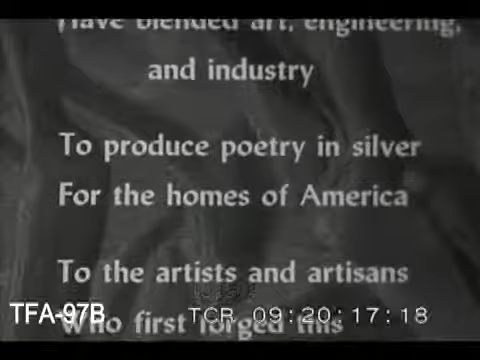 Have blended art, engineering,
and industry
To produce poetry in silver
For the homes of America
To the artists and artisans
Who first forged this
TFA-97B
TCR 09:20:17:18